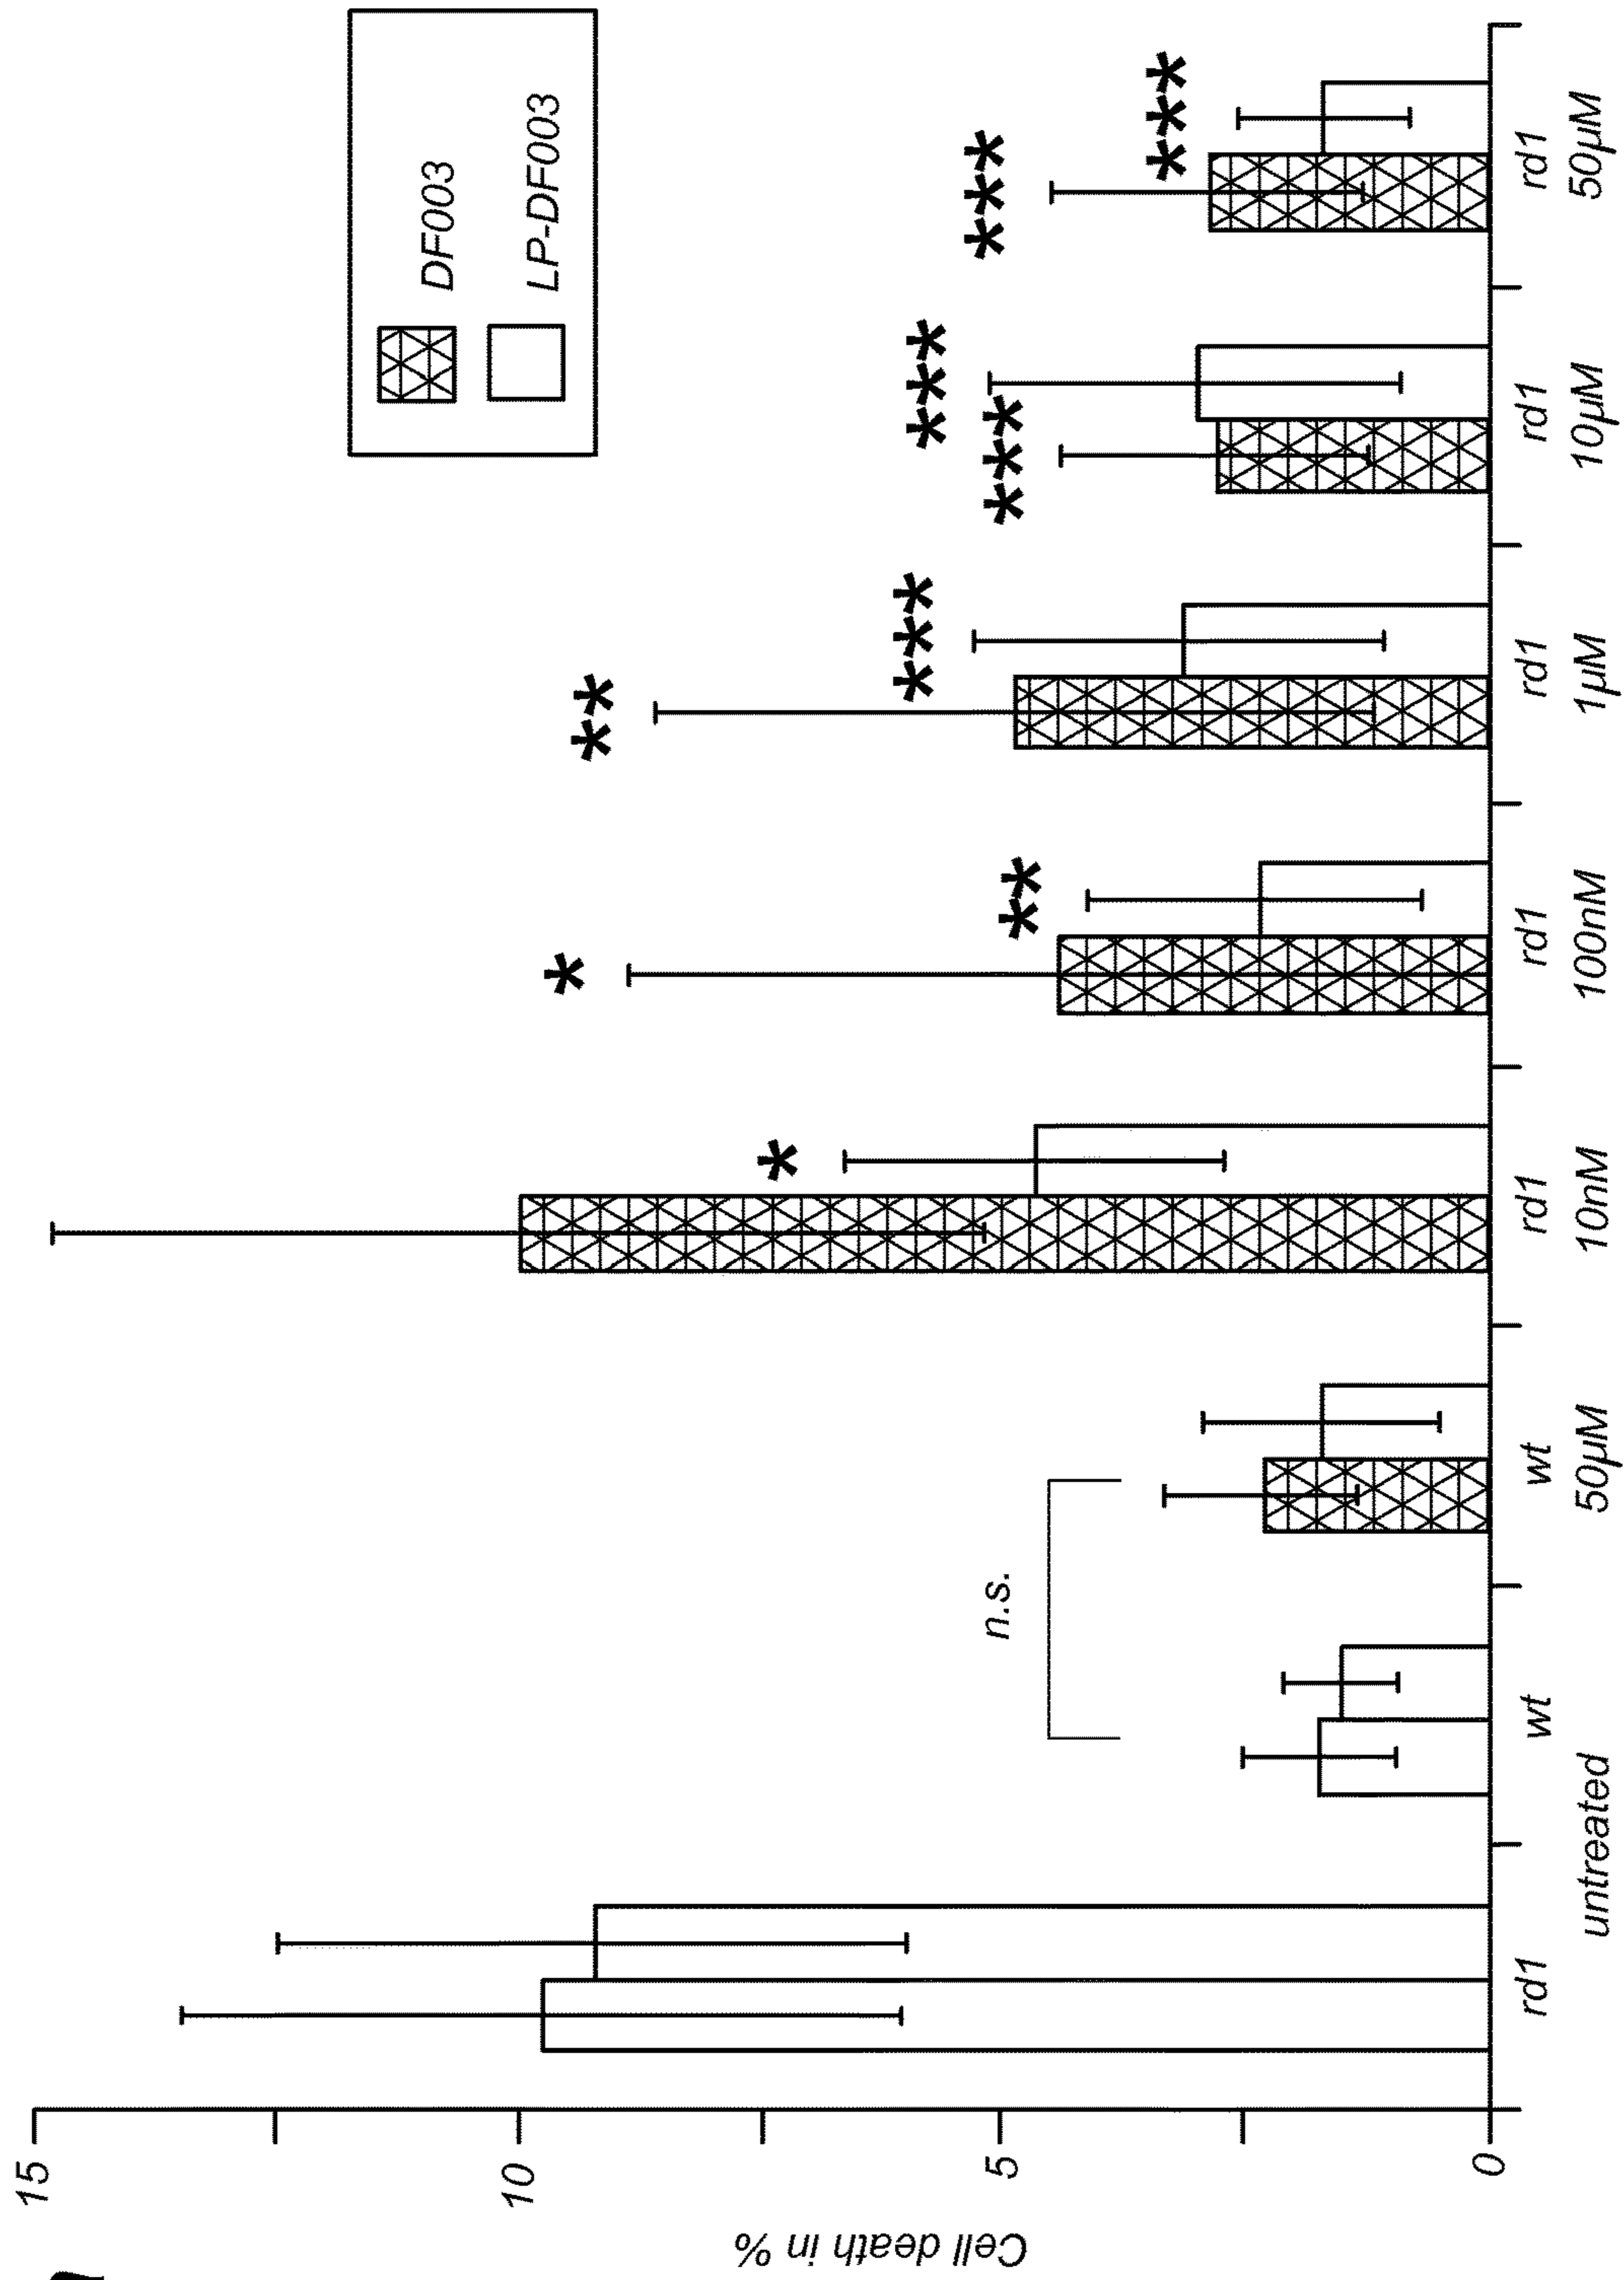 DF003
LP-DF003
15
10
5
0
Cell death in %
n.s.
*
*
**
**
***
***
***
***
***
rd1
wt
wt
rd1
rd1
rd1
rd1
rd1
untreated
50µM
10nM
100nM
1µM
10µM
50µM